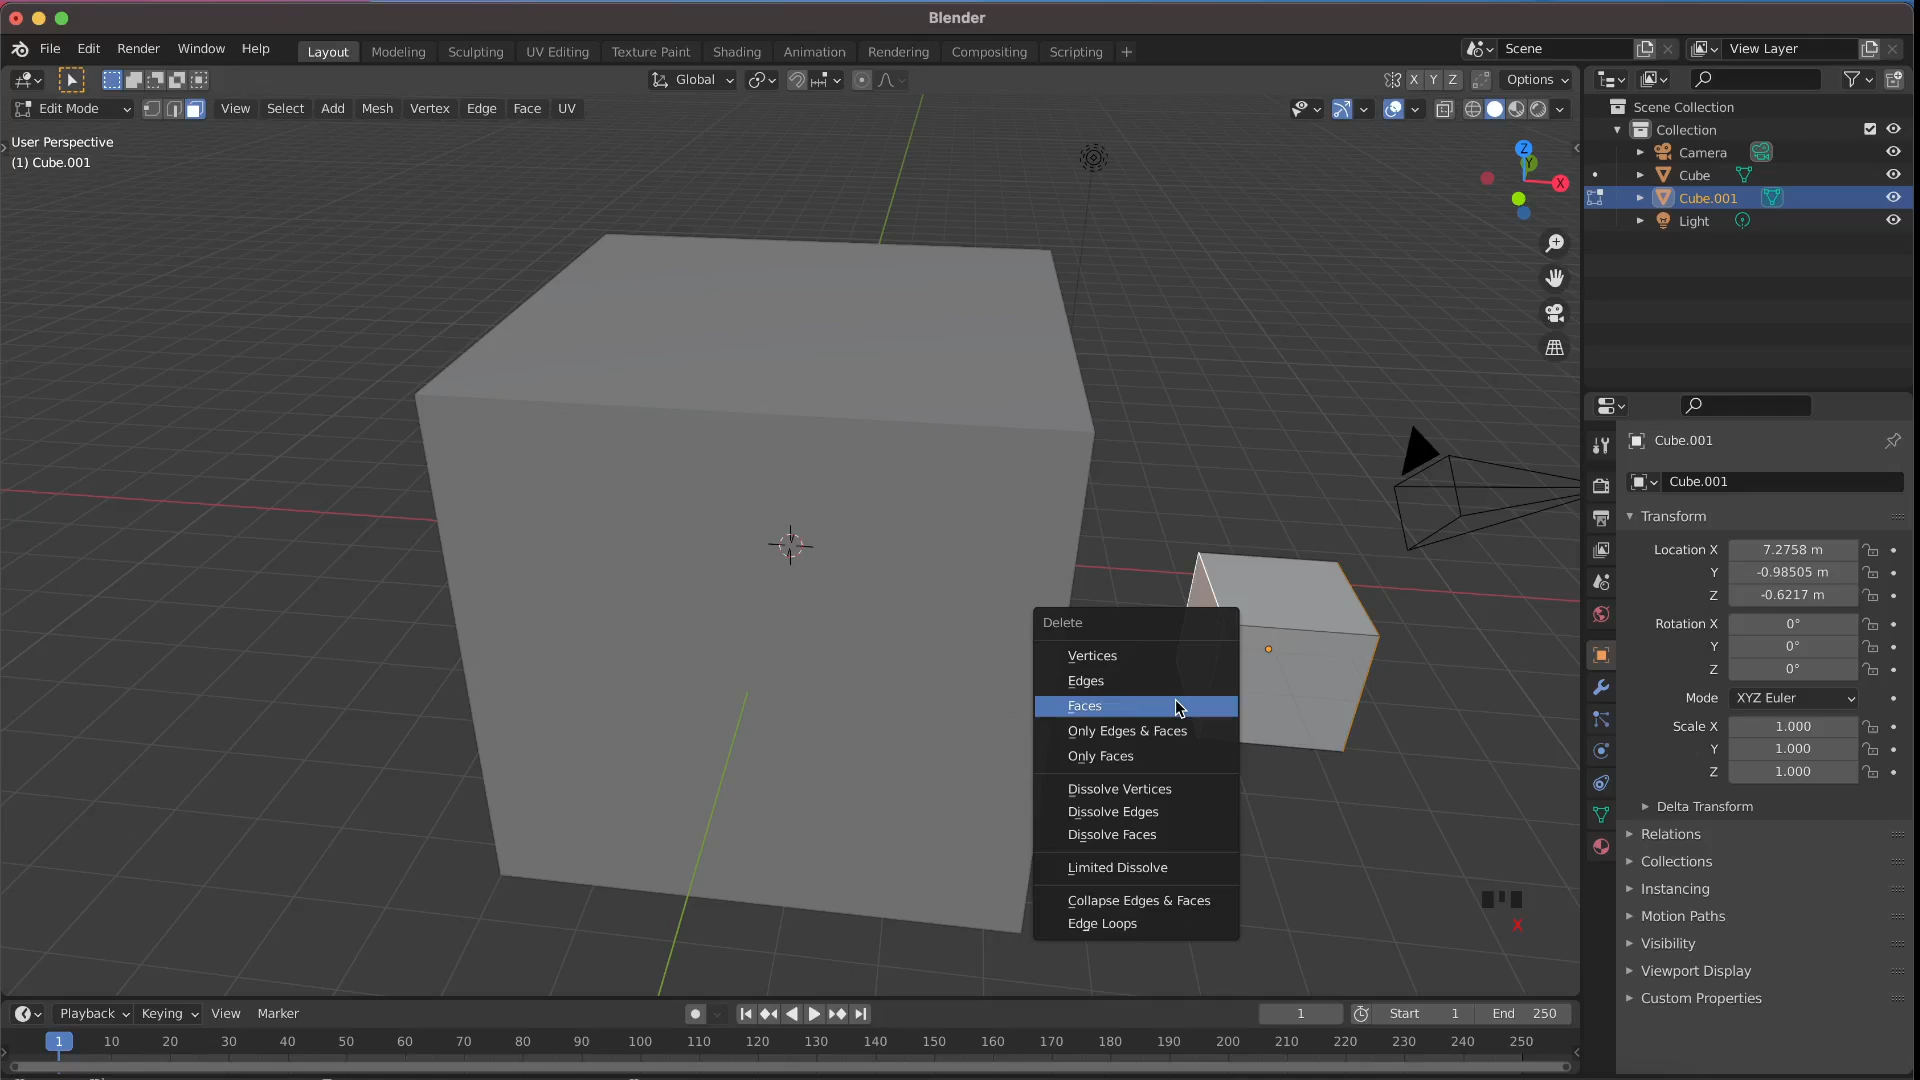 Blender
File Edit Render Window Help Layout Modeling Sculpting UV Editing Texture Paint Shading Animation Rendering Compositing Scripting + Scene View Layer
Global X Y Z Options
Edit Mode View Select Add Mesh Vertex Edge Face UV
User Perspective
(1) Cube.001
Z
Y
X
Scene Collection
Collection
Camera
Cube
Cube.001
Light
Cube.001
Cube.001
Transform
Location X 7.2758 m
Y -0.98505 m
Z -0.6217 m
Rotation X 0°
Y 0°
Z 0°
Mode XYZ Euler
Scale X 1.000
Y 1.000
Z 1.000
Delta Transform
Relations
Collections
Instancing
Motion Paths
Visibility
Viewport Display
Custom Properties
Delete
Vertices
Edges
Faces
Only Edges & Faces
Only Faces
Dissolve Vertices
Dissolve Edges
Dissolve Faces
Limited Dissolve
Collapse Edges & Faces
Edge Loops
X
Playback Keying View Marker 1 Start 1 End 250
1 10 20 30 40 50 60 70 80 90 100 110 120 130 140 150 160 170 180 190 200 210 220 230 240 250